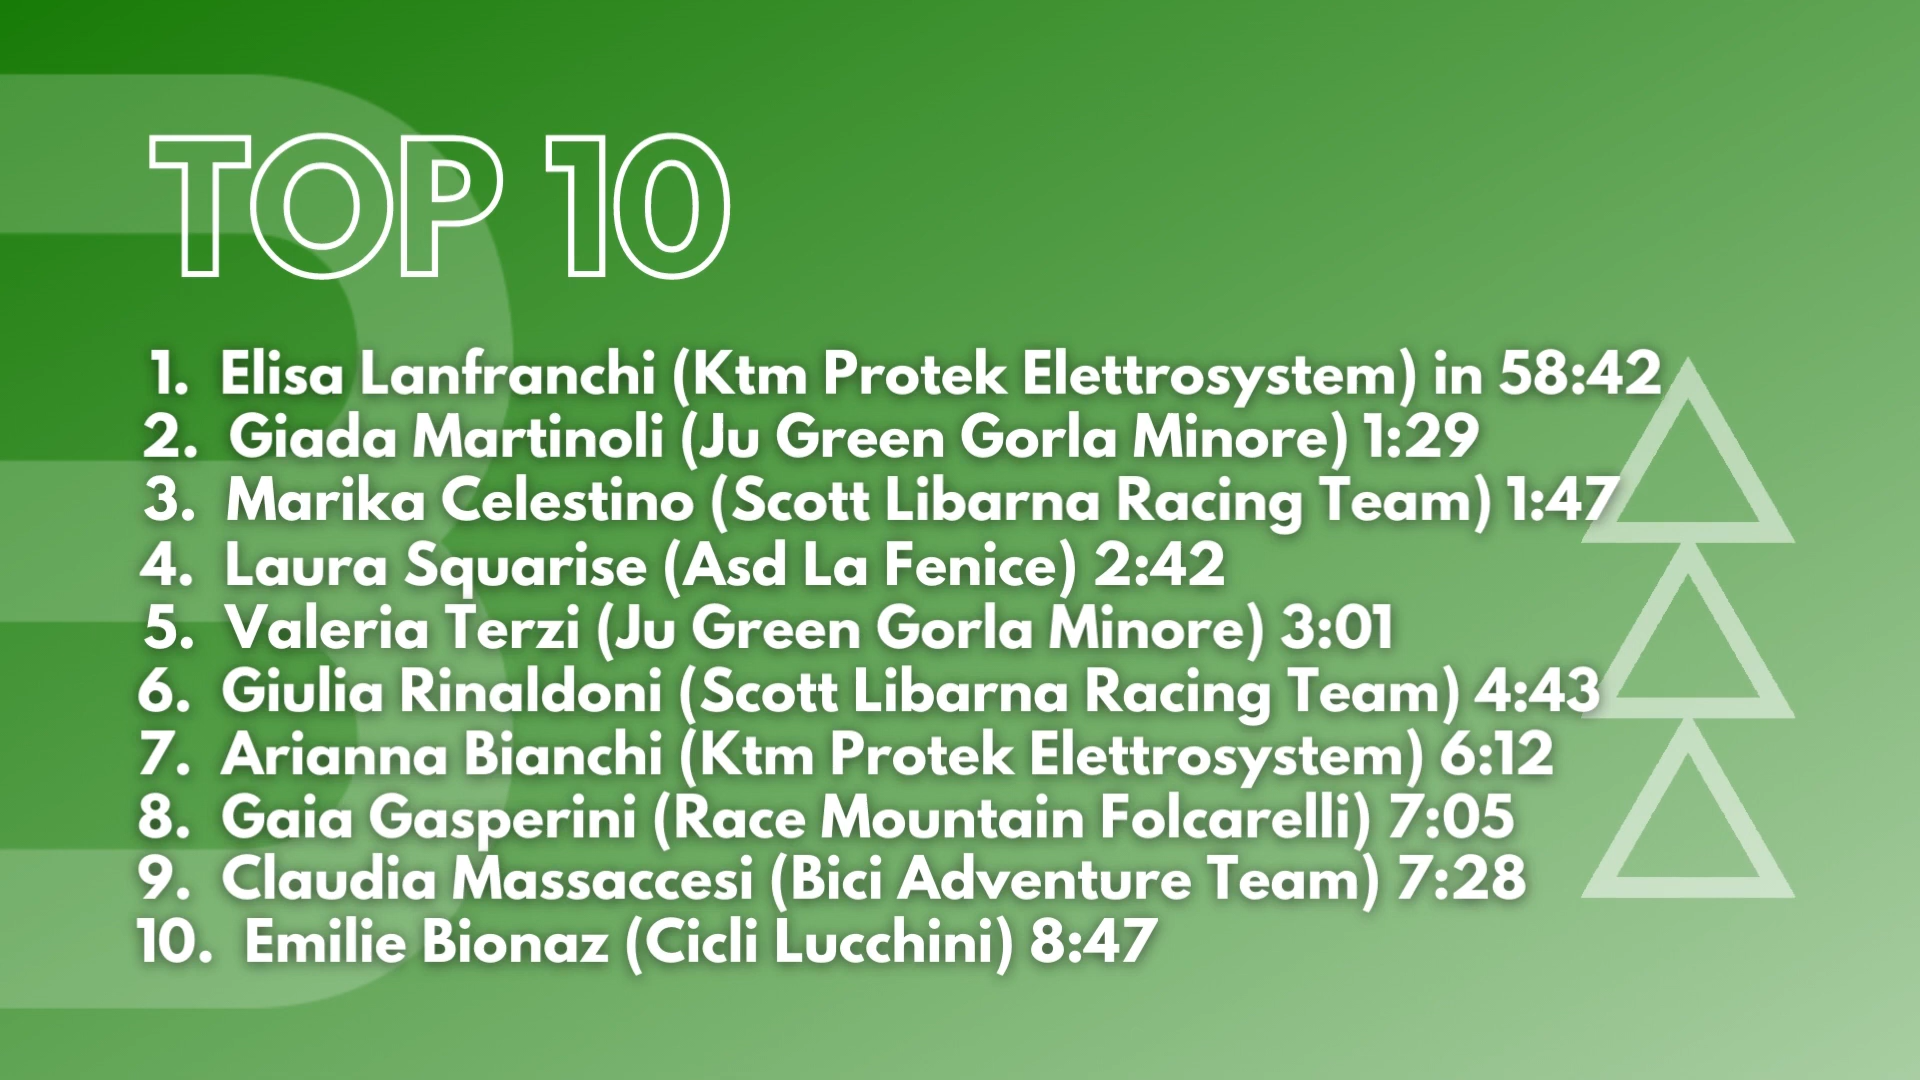 TOP 10
1. Elisa Lanfranchi (Ktm Protek Elettrosystem) in 58:42
2. Giada Martinoli (Ju Green Gorla Minore) 1:29
3. Marika Celestino (Scott Libarna Racing Team) 1:47
4. Laura Squarise (Asd La Fenice) 2:42
5. Valeria Terzi (Ju Green Gorla Minore) 3:01
6. Giulia Rinaldoni (Scott Libarna Racing Team) 4:43
7. Arianna Bianchi (Ktm Protek Elettrosystem) 6:12
8. Gaia Gasperini (Race Mountain Folcarelli) 7:05
9. Claudia Massaccesi (Bici Adventure Team) 7:28
10. Emilie Bionaz (Cicli Lucchini) 8:47